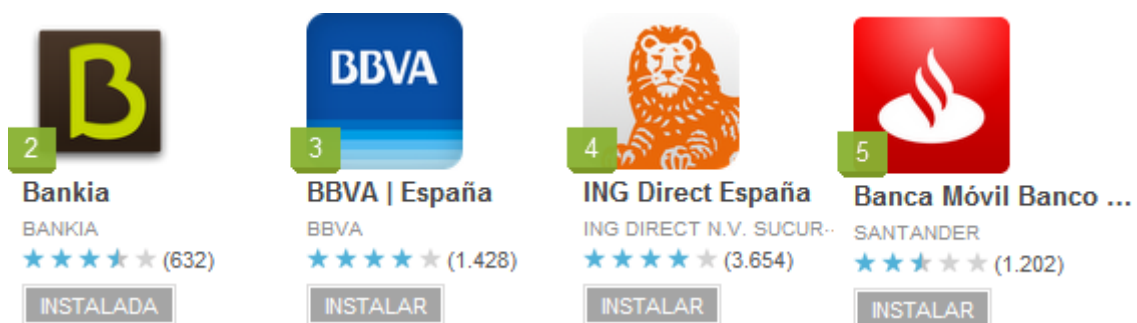 B
2
Bankia
BANKIA
(632)
INSTALADA
BBVA
3
BBVA | España
BBVA
(1.428)
INSTALAR
4
ING Direct España
ING DIRECT N.V. SUCUR..
(3.654)
INSTALAR
5
Banca Móvil Banco ...
SANTANDER
(1.202)
INSTALAR